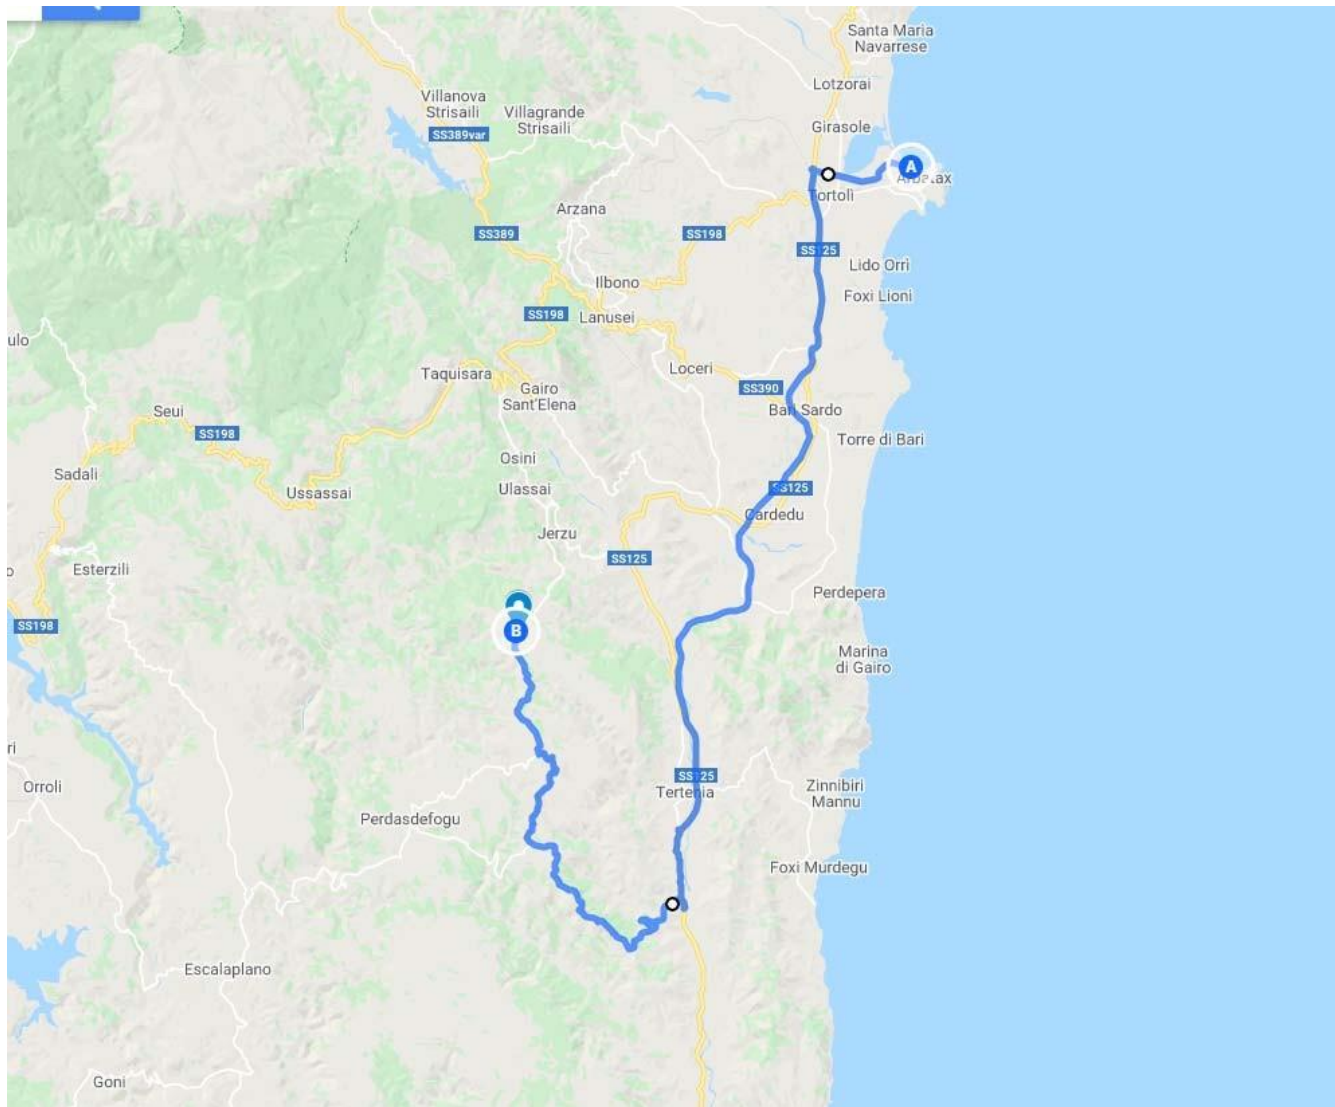 Santa Maria
Navarrese
Lotzorai
Villanova
Strisaili
Villagrande
Strisaili
SS389var
Girasole
A
Arbatax
Tortolì
Arzana
SS389
SS198
SS125
Lido Orrì
Ilbono
Foxi Lioni
SS198
Lanusei
ulo
Loceri
Taquisara
SS390
Gairo
Sant'Elena
Seui
Bari Sardo
SS198
Torre di Bari
Osini
Sadali
Ulassai
SS125
Ussassai
Cardedu
Jerzu
SS125
o
Esterzili
Perdepera
SS198
B
Marina
di Gairo
ri
SS125
Orroli
Tertenia
Zinnibiri
Mannu
Perdasdefogu
Foxi Murdegu
Escalaplano
Goni